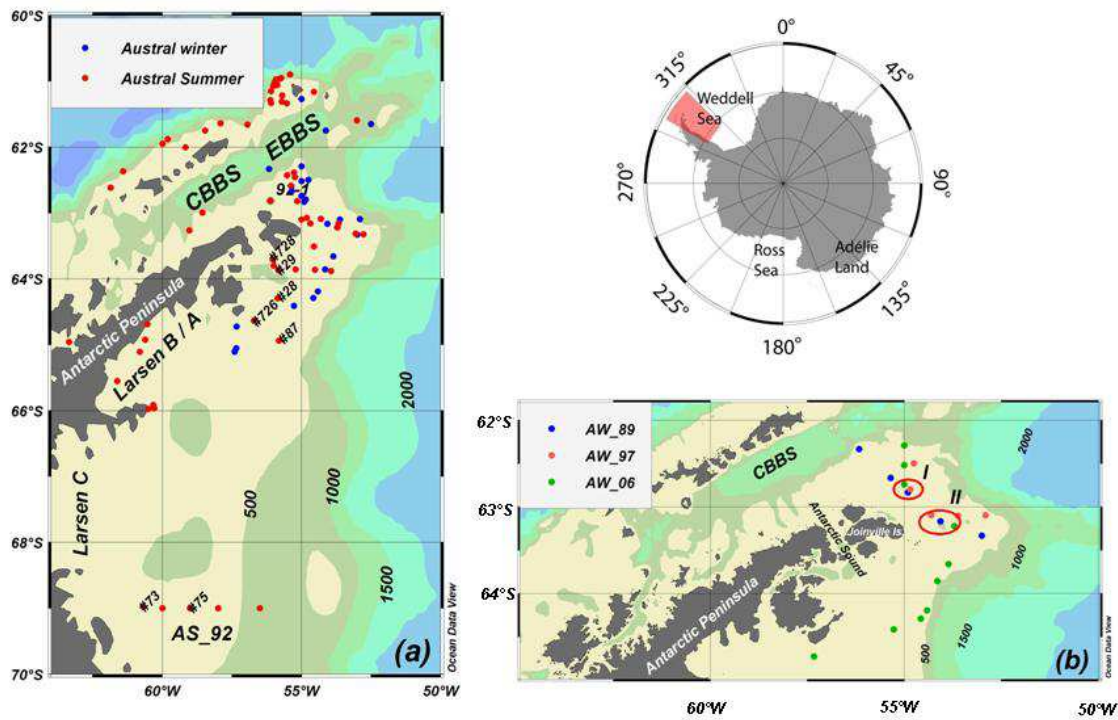 60°S
62°S
64°S
66°S
68°S
70°S
60°W
55°W
50°W
Austral winter
Austral Summer
CBBS
EBBS
92-1
#728
#29
#28
#726
#87
Antarctic Peninsula
Larsen B / A
Larsen C
500
1000
1500
2000
#73
#75
AS_92
(a)
Ocean Data View
0°
45°
90°
135°
180°
225°
270°
315°
Weddell
Sea
Ross
Sea
Adélie
Land
62°S
63°S
64°S
AW_89
AW_97
AW_06
CBBS
I
II
2000
1000
1500
500
Antarctic Sound
Joinville Is.
Antarctic Peninsula
(b)
Ocean Data View
60°W
55°W
50°W